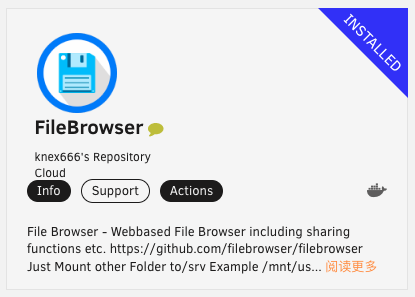 INSTALLED
FileBrowser
knex666's Repository
Cloud
Info Support Actions
File Browser – Webbased File Browser including sharing
functions etc. https://github.com/filebrowser/filebrowser
Just Mount other Folder to/srv Example /mnt/us... 阅读更多